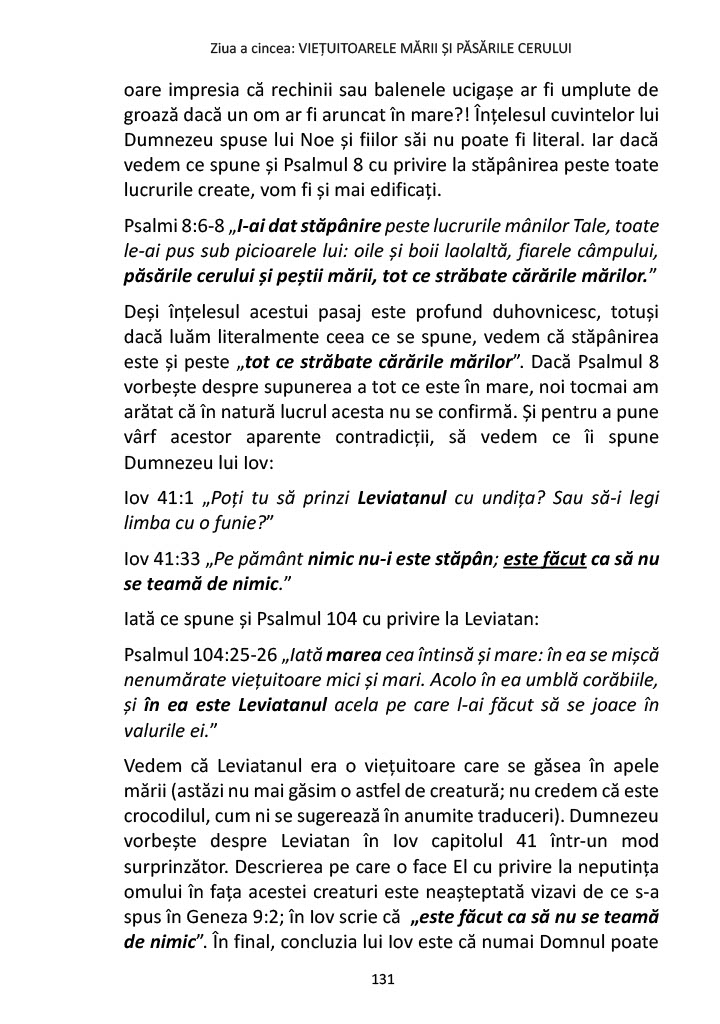 Ziua a cincea: VIEȚUITOARELE MĂRII ȘI PĂSĂRILE CERULUI
oare impresia că rechinii sau balenele ucigașe ar fi umplute de
groază dacă un om ar fi aruncat în mare?! Înțelesul cuvintelor lui
Dumnezeu spuse lui Noe și fiilor săi nu poate fi literal. Iar dacă
vedem ce spune și Psalmul 8 cu privire la stăpânirea peste toate
lucrurile create, vom fi și mai edificați.
Psalmi 8:6-8 „I-ai dat stăpânire peste lucrurile mânilor Tale, toate
le-ai pus sub picioarele lui: oile și boii laolaltă, fiarele câmpului,
păsările cerului și peștii mării, tot ce străbate cărările mărilor.”
Deși înțelesul acestui pasaj este profund duhovnicesc, totuși
dacă luăm literalmente ceea ce se spune, vedem că stăpânirea
este și peste „tot ce străbate cărările mărilor”. Dacă Psalmul 8
vorbește despre supunerea a tot ce este în mare, noi tocmai am
arătat că în natură lucrul acesta nu se confirmă. Și pentru a pune
vârf acestor aparente contradicții, să vedem ce îi spune
Dumnezeu lui Iov:
Iov 41:1 „Poți tu să prinzi Leviatanul cu undița? Sau să-i legi
limba cu o funie?”
Iov 41:33 „Pe pământ nimic nu-i este stăpân; este făcut ca să nu
se teamă de nimic.”
Iată ce spune și Psalmul 104 cu privire la Leviatan:
Psalmul 104:25-26 „Iată marea cea întinsă și mare: în ea se mișcă
nenumărate viețuitoare mici și mari. Acolo în ea umblă corăbiile,
și în ea este Leviatanul acela pe care l-ai făcut să se joace în
valurile ei.”
Vedem că Leviatanul era o viețuitoare care se găsea în apele
mării (astăzi nu mai găsim o astfel de creatură; nu credem că este
crocodilul, cum ni se sugerează în anumite traduceri). Dumnezeu
vorbește despre Leviatan în Iov capitolul 41 într-un mod
surprinzător. Descrierea pe care o face El cu privire la neputința
omului în fața acestei creaturi este neașteptată vizavi de ce s-a
spus în Geneza 9:2; în Iov scrie că „este făcut ca să nu se teamă
de nimic”. În final, concluzia lui Iov este că numai Domnul poate
131